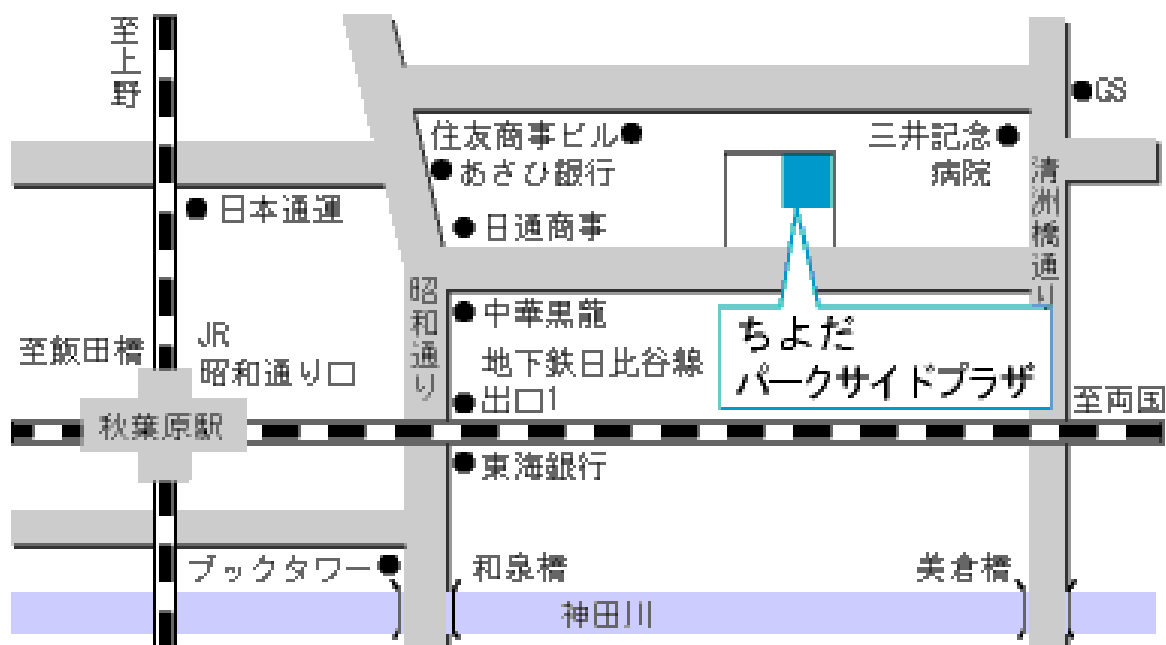 至上野
GS
住友商事ビル
三井記念
病院
あさひ銀行
清洲橋通り
日本通運
日通商事
昭和通り
中華黒龍
JR
昭和通り口
至飯田橋
地下鉄日比谷線
出口1
ちよだ
パークサイドプラザ
至両国
秋葉原駅
東海銀行
ブックタワー
和泉橋
美倉橋
神田川